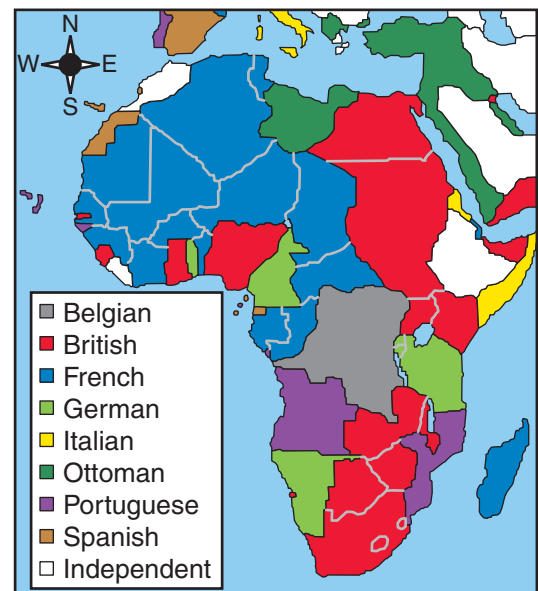 N
W E
S
Belgian
British
French
German
Italian
Ottoman
Portuguese
Spanish
Independent